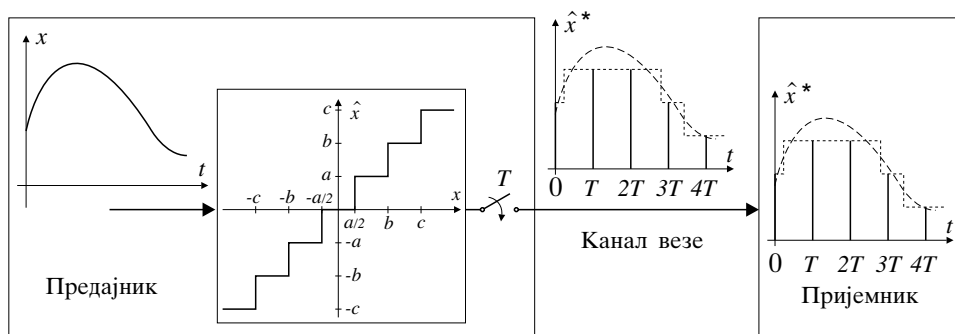 x
t
Предајник
x̂
c
b
a
-c -b -a/2
a/2 b c x
-a
-b
-c
T
x̂*
0 T 2T 3T 4T t
Канал везе
x̂*
0 T 2T 3T 4T t
Пријемник